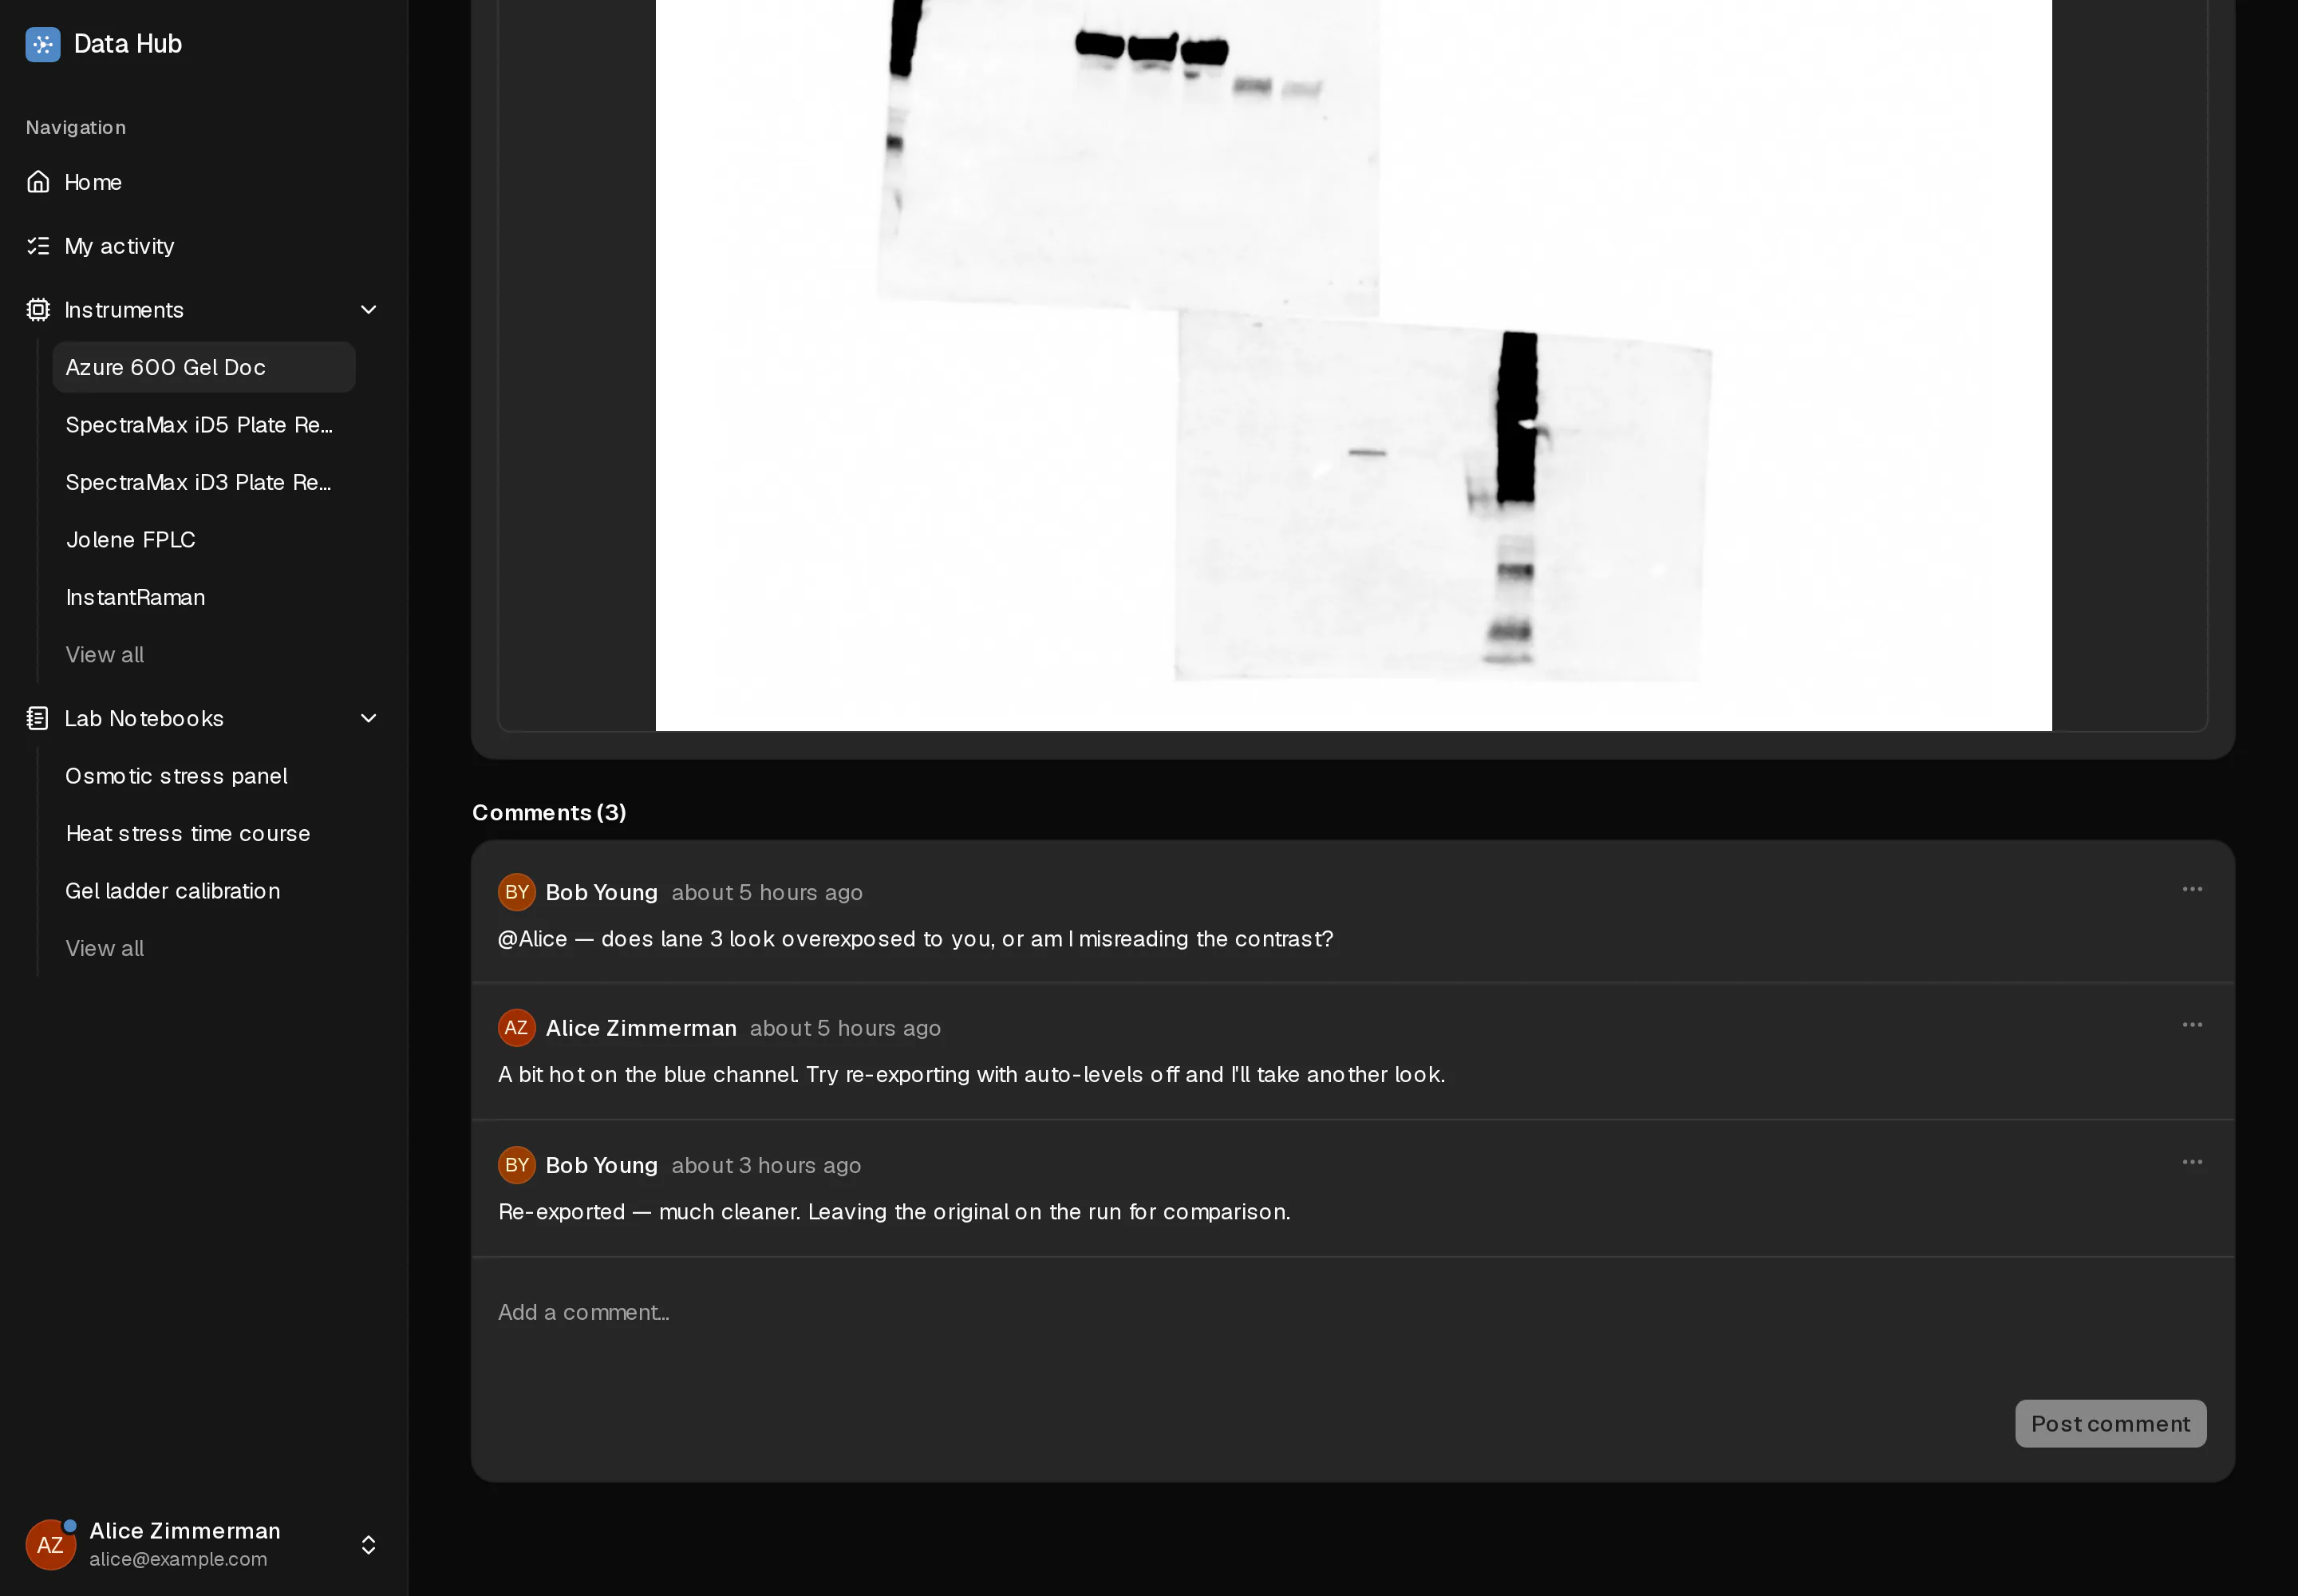 Data Hub
Navigation
Home
My activity
Instruments
Azure 600 Gel Doc
SpectraMax iD5 Plate Re...
SpectraMax iD3 Plate Re...
Jolene FPLC
InstantRaman
View all
Lab Notebooks
Osmotic stress panel
Heat stress time course
Gel ladder calibration
View all
AZ
Alice Zimmerman
alice@example.com
Comments (3)
BY Bob Young about 5 hours ago
@Alice — does lane 3 look overexposed to you, or am I misreading the contrast?
AZ Alice Zimmerman about 5 hours ago
A bit hot on the blue channel. Try re-exporting with auto-levels off and I'll take another look.
BY Bob Young about 3 hours ago
Re-exported — much cleaner. Leaving the original on the run for comparison.
Add a comment...
Post comment